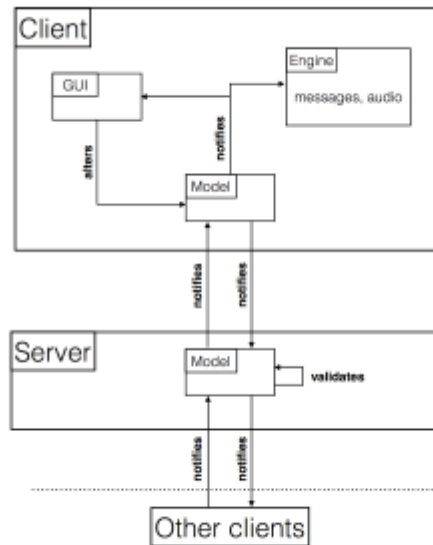 Client
GUI
Engine
messages, audio
notifies
alters
Model
notifies
notifies
Server
Model
validates
notifies
notifies
Other clients